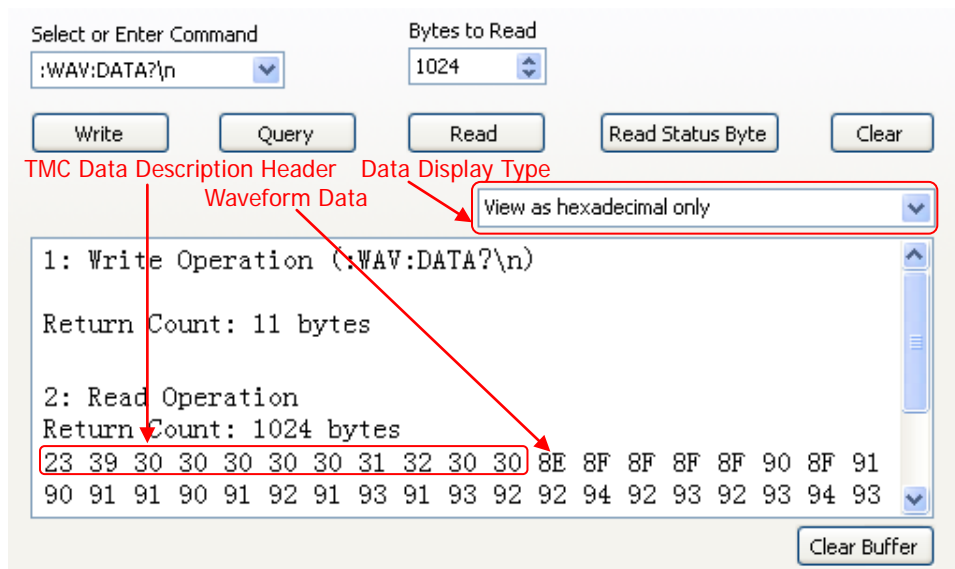 Select or Enter Command
Bytes to Read
:WAV:DATA?\n
1024
Write
Query
Read
Read Status Byte
Clear
TMC Data Description Header
Data Display Type
Waveform Data
View as hexadecimal only
1: Write Operation (:WAV:DATA?\n)
Return Count: 11 bytes
2: Read Operation
Return Count: 1024 bytes
23 39 30 30 30 30 30 31 32 30 30 8E 8F 8F 8F 8F 90 8F 91
90 91 91 90 91 92 91 93 91 93 92 92 94 92 93 92 93 94 93
Clear Buffer